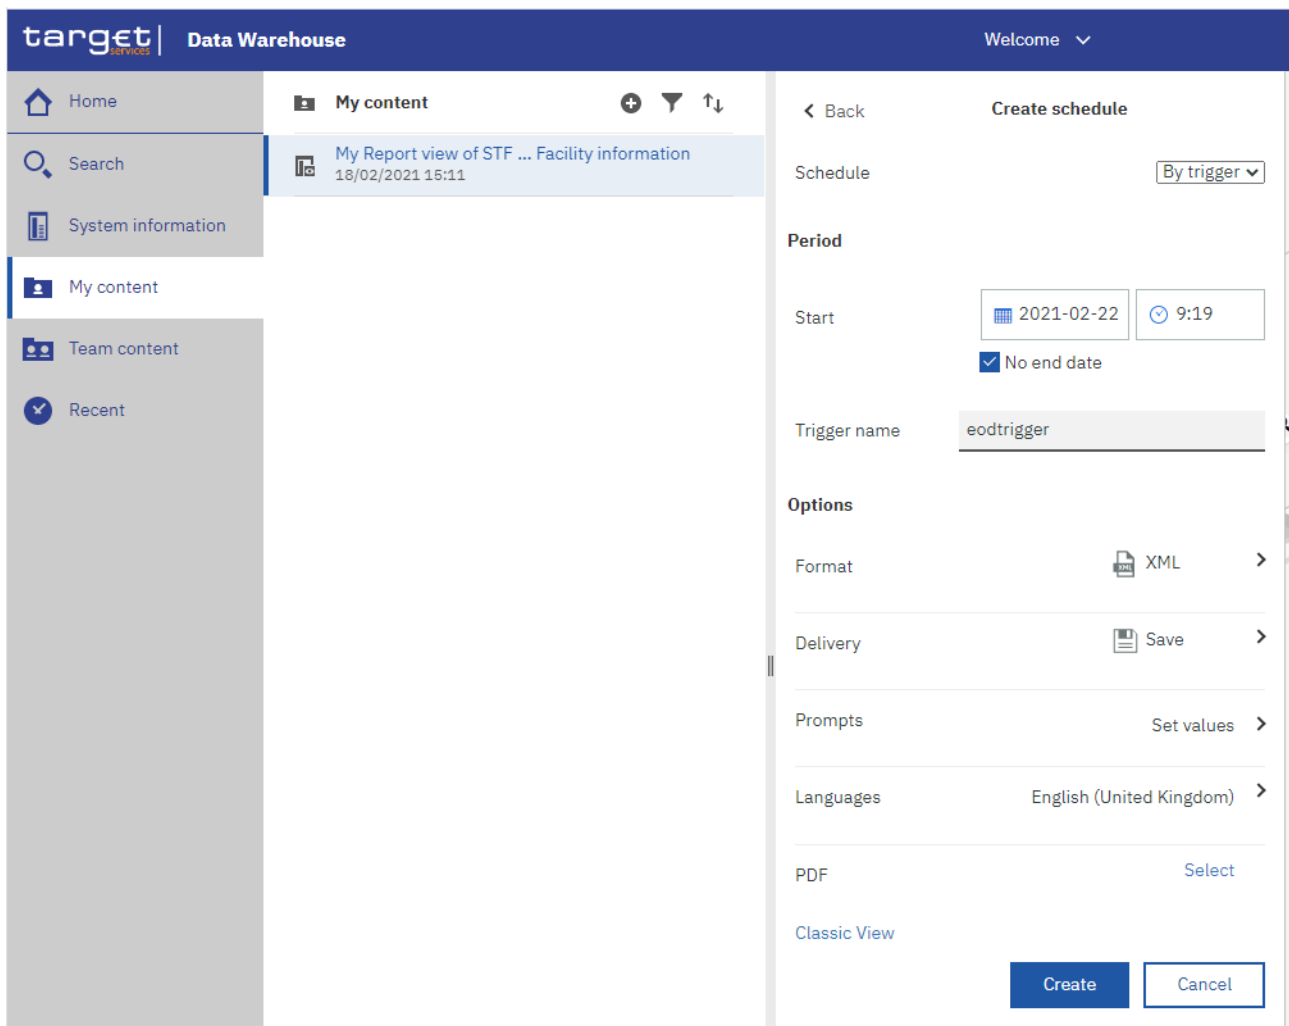 target services Data Warehouse Welcome
Home
Search
System information
My content
Team content
Recent
My content
My Report view of STF ... Facility information
18/02/2021 15:11
Back Create schedule
Schedule By trigger
Period
Start 2021-02-22 9:19
No end date
Trigger name eodtrigger
Options
Format XML XML
Delivery Save
Prompts Set values
Languages English (United Kingdom)
PDF Select
Classic View
Create Cancel